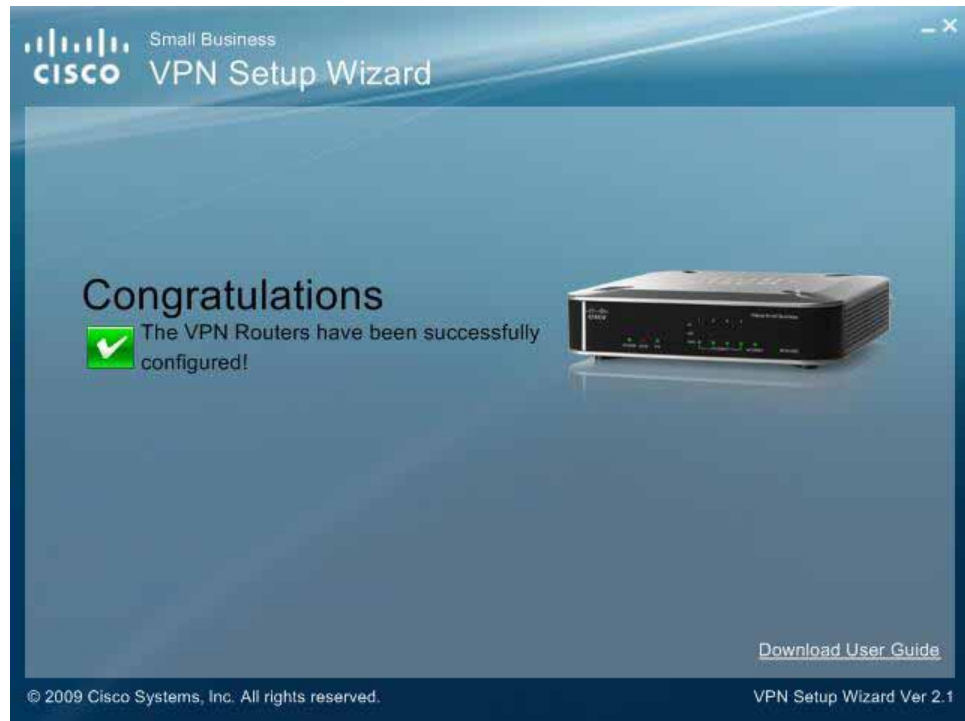 Small Business
CISCO
VPN Setup Wizard
Congratulations
The VPN Routers have been successfully
configured!
CISCO
Download User Guide
© 2009 Cisco Systems, Inc. All rights reserved.
VPN Setup Wizard Ver 2.1